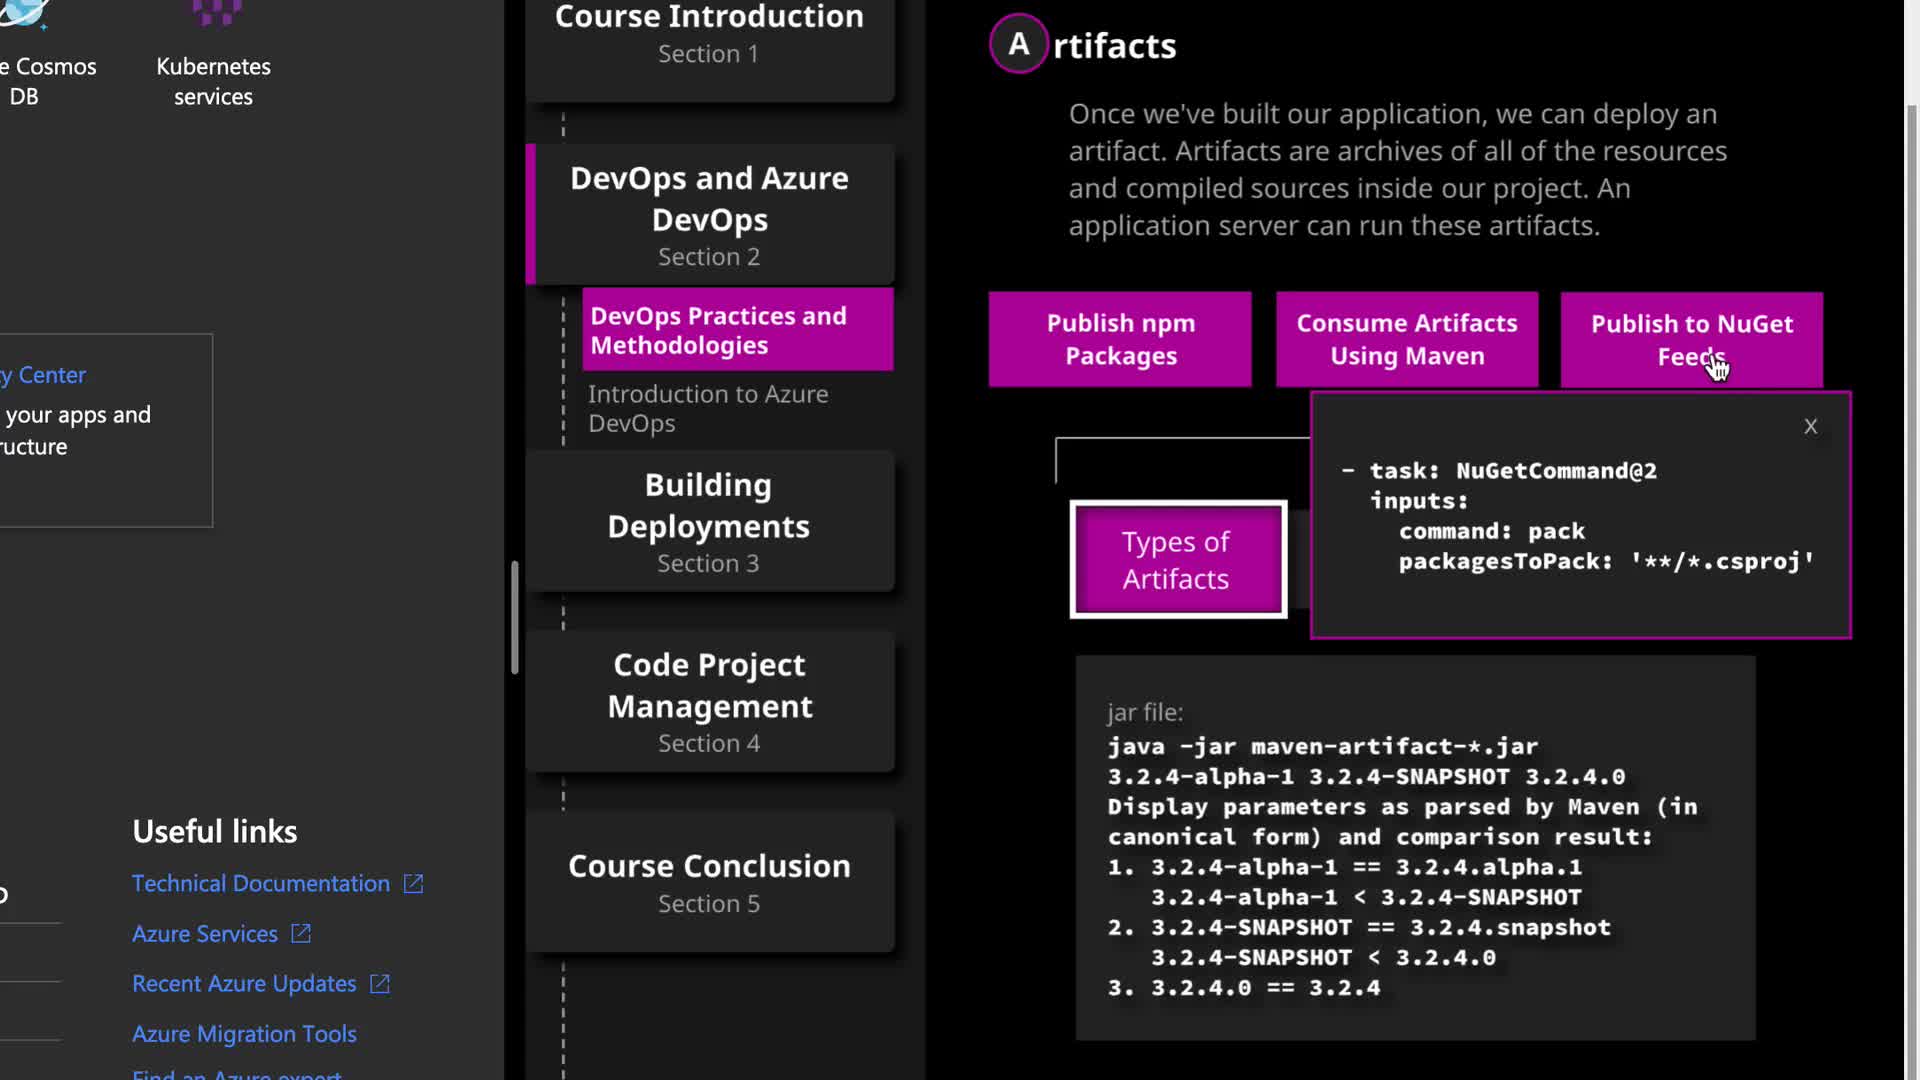 e Cosmos
DB
Kubernetes
services
y Center
your apps and
ructure
Useful links
Technical Documentation
Azure Services
Recent Azure Updates
Azure Migration Tools
Find an Azure expert
Course Introduction
Section 1
DevOps and Azure
DevOps
Section 2
DevOps Practices and
Methodologies
Introduction to Azure
DevOps
Building
Deployments
Section 3
Code Project
Management
Section 4
Course Conclusion
Section 5
Artifacts
Once we've built our application, we can deploy an
artifact. Artifacts are archives of all of the resources
and compiled sources inside our project. An
application server can run these artifacts.
Publish npm
Packages
Consume Artifacts
Using Maven
Publish to NuGet
Feeds
X
- task: NuGetCommand@2
inputs:
command: pack
packagesToPack: '**/*.csproj'
Types of
Artifacts
jar file:
java -jar maven-artifact-*.jar
3.2.4-alpha-1 3.2.4-SNAPSHOT 3.2.4.0
Display parameters as parsed by Maven (in
canonical form) and comparison result:
1. 3.2.4-alpha-1 == 3.2.4.alpha.1
3.2.4-alpha-1 < 3.2.4-SNAPSHOT
2. 3.2.4-SNAPSHOT == 3.2.4.snapshot
3.2.4-SNAPSHOT < 3.2.4.0
3. 3.2.4.0 == 3.2.4